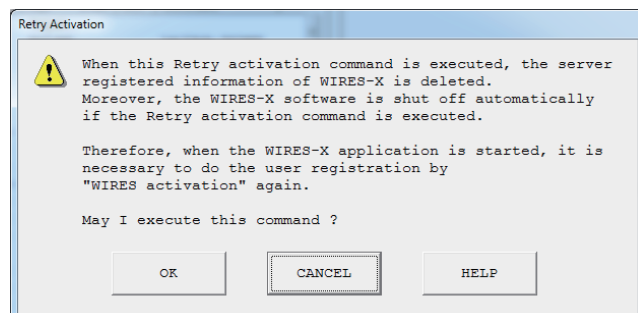 Retry Activation
When this Retry activation command is executed, the server
registered information of WIRES-X is deleted.
Moreover, the WIRES-X software is shut off automatically
if the Retry activation command is executed.
Therefore, when the WIRES-X application is started, it is
necessary to do the user registration by
"WIRES activation" again.
May I execute this command ?
OK CANCEL HELP